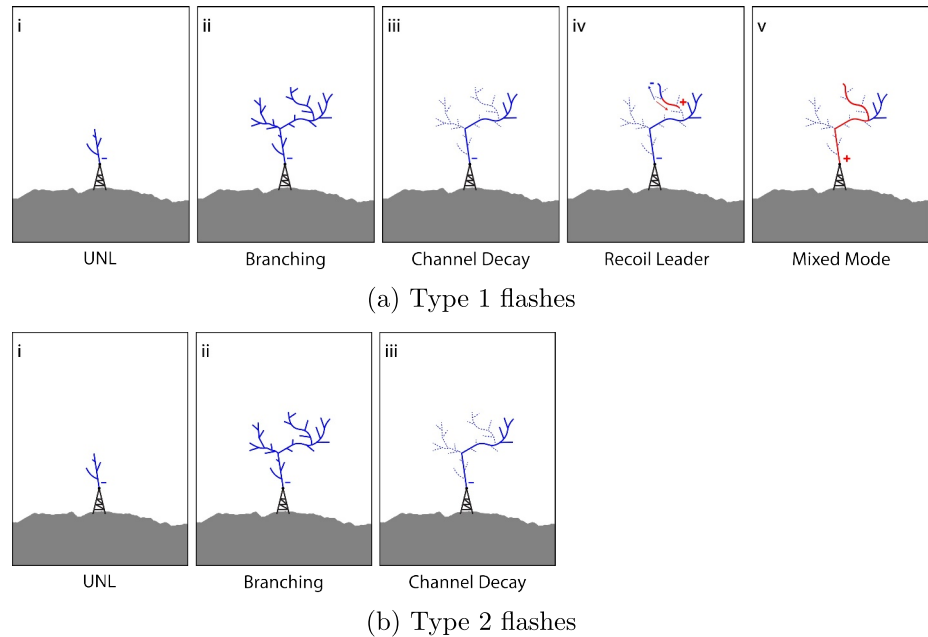 i ii iii iv v
- - - - + - +
UNL Branching Channel Decay Recoil Leader Mixed Mode
(a) Type 1 flashes
i ii iii
- - -
UNL Branching Channel Decay
(b) Type 2 flashes